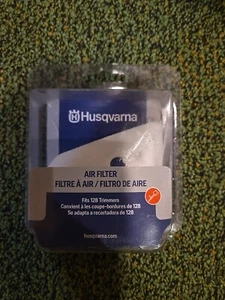 Husqvarna
AIR FILTER
FILTRE À AIR / FILTRO DE AIRE
Fits 128 Trimmers
Convient à les coupe-bordures de 128
Se adapta a recortadora de 128
husqvarna.com